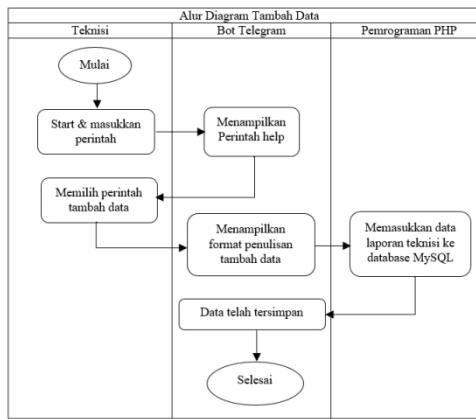 Alur Diagram Tambah Data
Teknisi
Bot Telegram
Pemrograman PHP
Mulai
Start & masukkan
perintah
Menampilkan
Perintah help
Memilih perintah
tambah data
Menampilkan
format penulisan
tambah data
Memasukkan data
laporan teknisi ke
database MySQL
Data telah tersimpan
Selesai